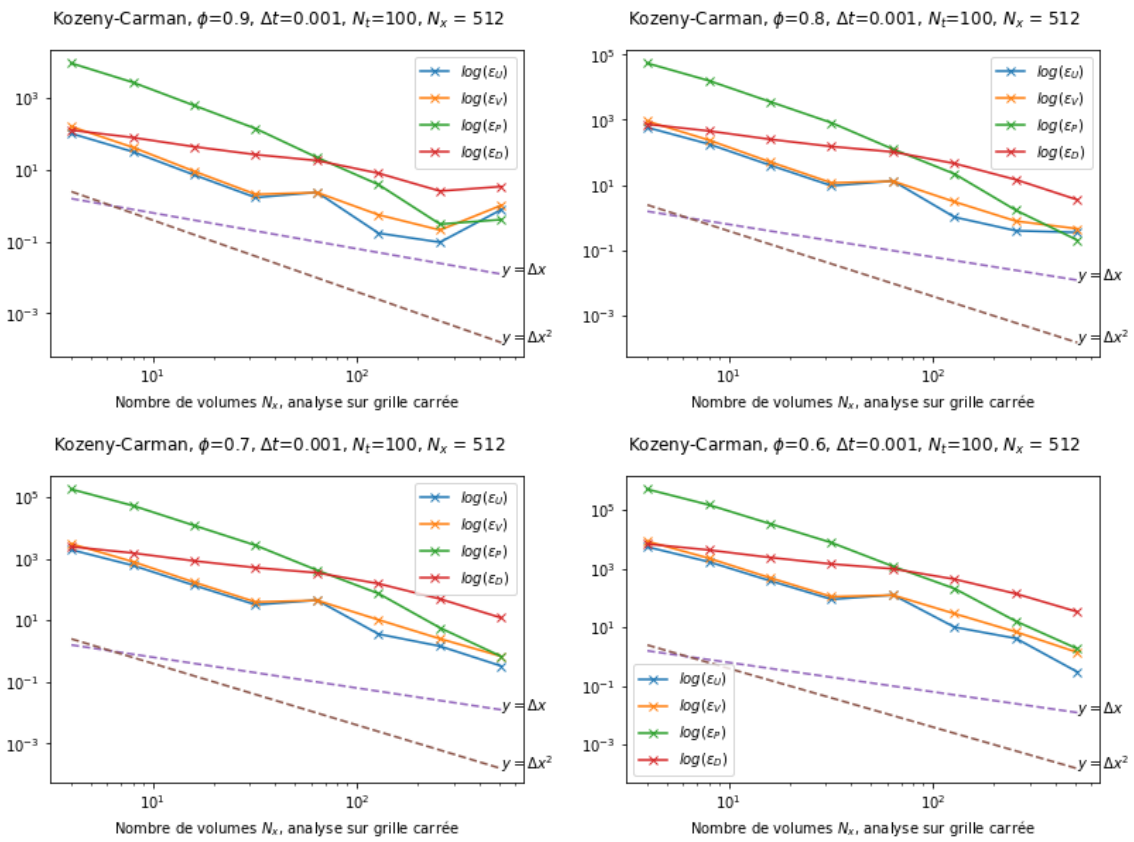 Kozeny-Carman, ϕ=0.9, Δt=0.001, N_t=100, N_x = 512
10^3
10^1
10^-1
10^-3
log(ε_U)
log(ε_V)
log(ε_P)
log(ε_D)
y = Δx
y = Δx^2
10^1
10^2
Nombre de volumes N_x, analyse sur grille carrée
Kozeny-Carman, ϕ=0.8, Δt=0.001, N_t=100, N_x = 512
10^5
10^3
10^1
10^-1
10^-3
log(ε_U)
log(ε_V)
log(ε_P)
log(ε_D)
y = Δx
y = Δx^2
10^1
10^2
Nombre de volumes N_x, analyse sur grille carrée
Kozeny-Carman, ϕ=0.7, Δt=0.001, N_t=100, N_x = 512
10^5
10^3
10^1
10^-1
10^-3
log(ε_U)
log(ε_V)
log(ε_P)
log(ε_D)
y = Δx
y = Δx^2
10^1
10^2
Nombre de volumes N_x, analyse sur grille carrée
Kozeny-Carman, ϕ=0.6, Δt=0.001, N_t=100, N_x = 512
10^5
10^3
10^1
10^-1
10^-3
log(ε_U)
log(ε_V)
log(ε_P)
log(ε_D)
y = Δx
y = Δx^2
10^1
10^2
Nombre de volumes N_x, analyse sur grille carrée